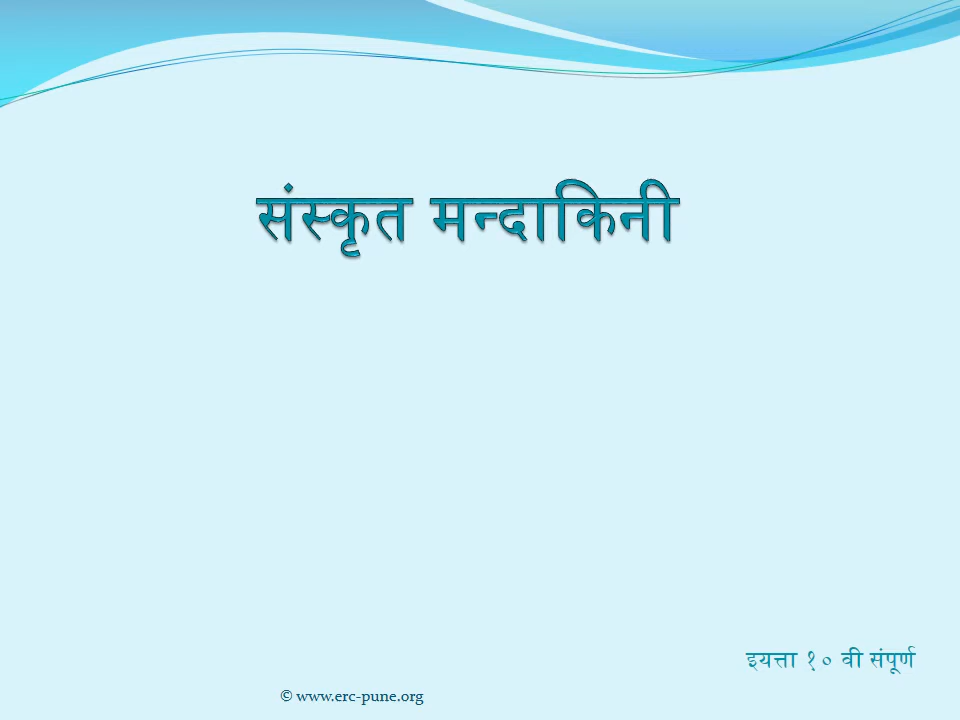 संस्कृत मन्दाकिनी
इयत्ता १० वी संपूर्ण
© www.erc-pune.org